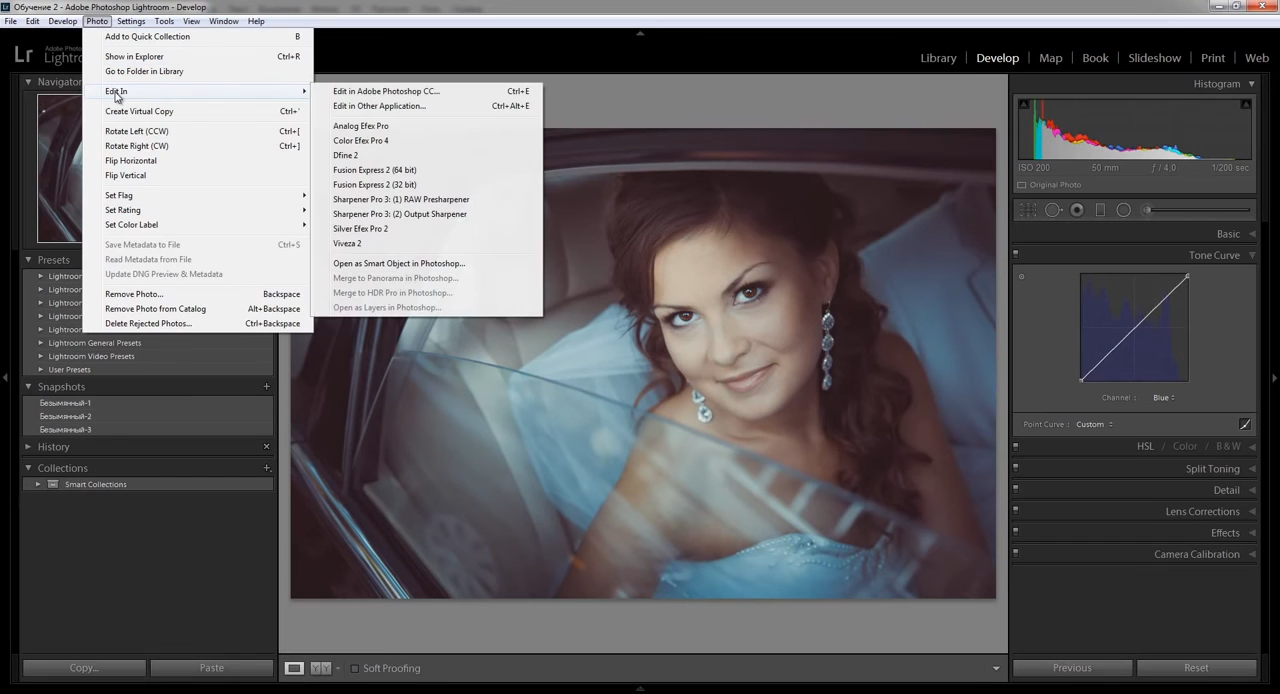 Обучение 2 - Adobe Photoshop Lightroom - Develop
File Edit Develop Photo Settings Tools View Window Help
Lr
Library | Develop | Map | Book | Slideshow | Print | Web
Add to Quick Collection B
Show in Explorer Ctrl+R
Go to Folder in Library
Edit In
Create Virtual Copy Ctrl+'
Rotate Left (CCW) Ctrl+[
Rotate Right (CW) Ctrl+]
Flip Horizontal
Flip Vertical
Set Flag
Set Rating
Set Color Label
Save Metadata to File Ctrl+S
Read Metadata from File
Update DNG Preview & Metadata
Remove Photo... Backspace
Remove Photo from Catalog Alt+Backspace
Delete Rejected Photos... Ctrl+Backspace
Edit in Adobe Photoshop CC... Ctrl+E
Edit in Other Application... Ctrl+Alt+E
Analog Efex Pro
Color Efex Pro 4
Dfine 2
Fusion Express 2 (64 bit)
Fusion Express 2 (32 bit)
Sharpener Pro 3: (1) RAW Presharpener
Sharpener Pro 3: (2) Output Sharpener
Silver Efex Pro 2
Viveza 2
Open as Smart Object in Photoshop...
Merge to Panorama in Photoshop...
Merge to HDR Pro in Photoshop...
Open as Layers in Photoshop...
Presets
Lightroom General Presets
Lightroom Video Presets
User Presets
Snapshots +
Безымянный-1
Безымянный-2
Безымянный-3
History ×
Collections +
Smart Collections
Copy... Paste
Soft Proofing
Histogram
ISO 200 50 mm ƒ / 4,0 1/200 sec
Original Photo
Basic
Tone Curve
Channel : Blue
Point Curve : Custom
HSL / Color / B & W
Split Toning
Detail
Lens Corrections
Effects
Camera Calibration
Previous Reset